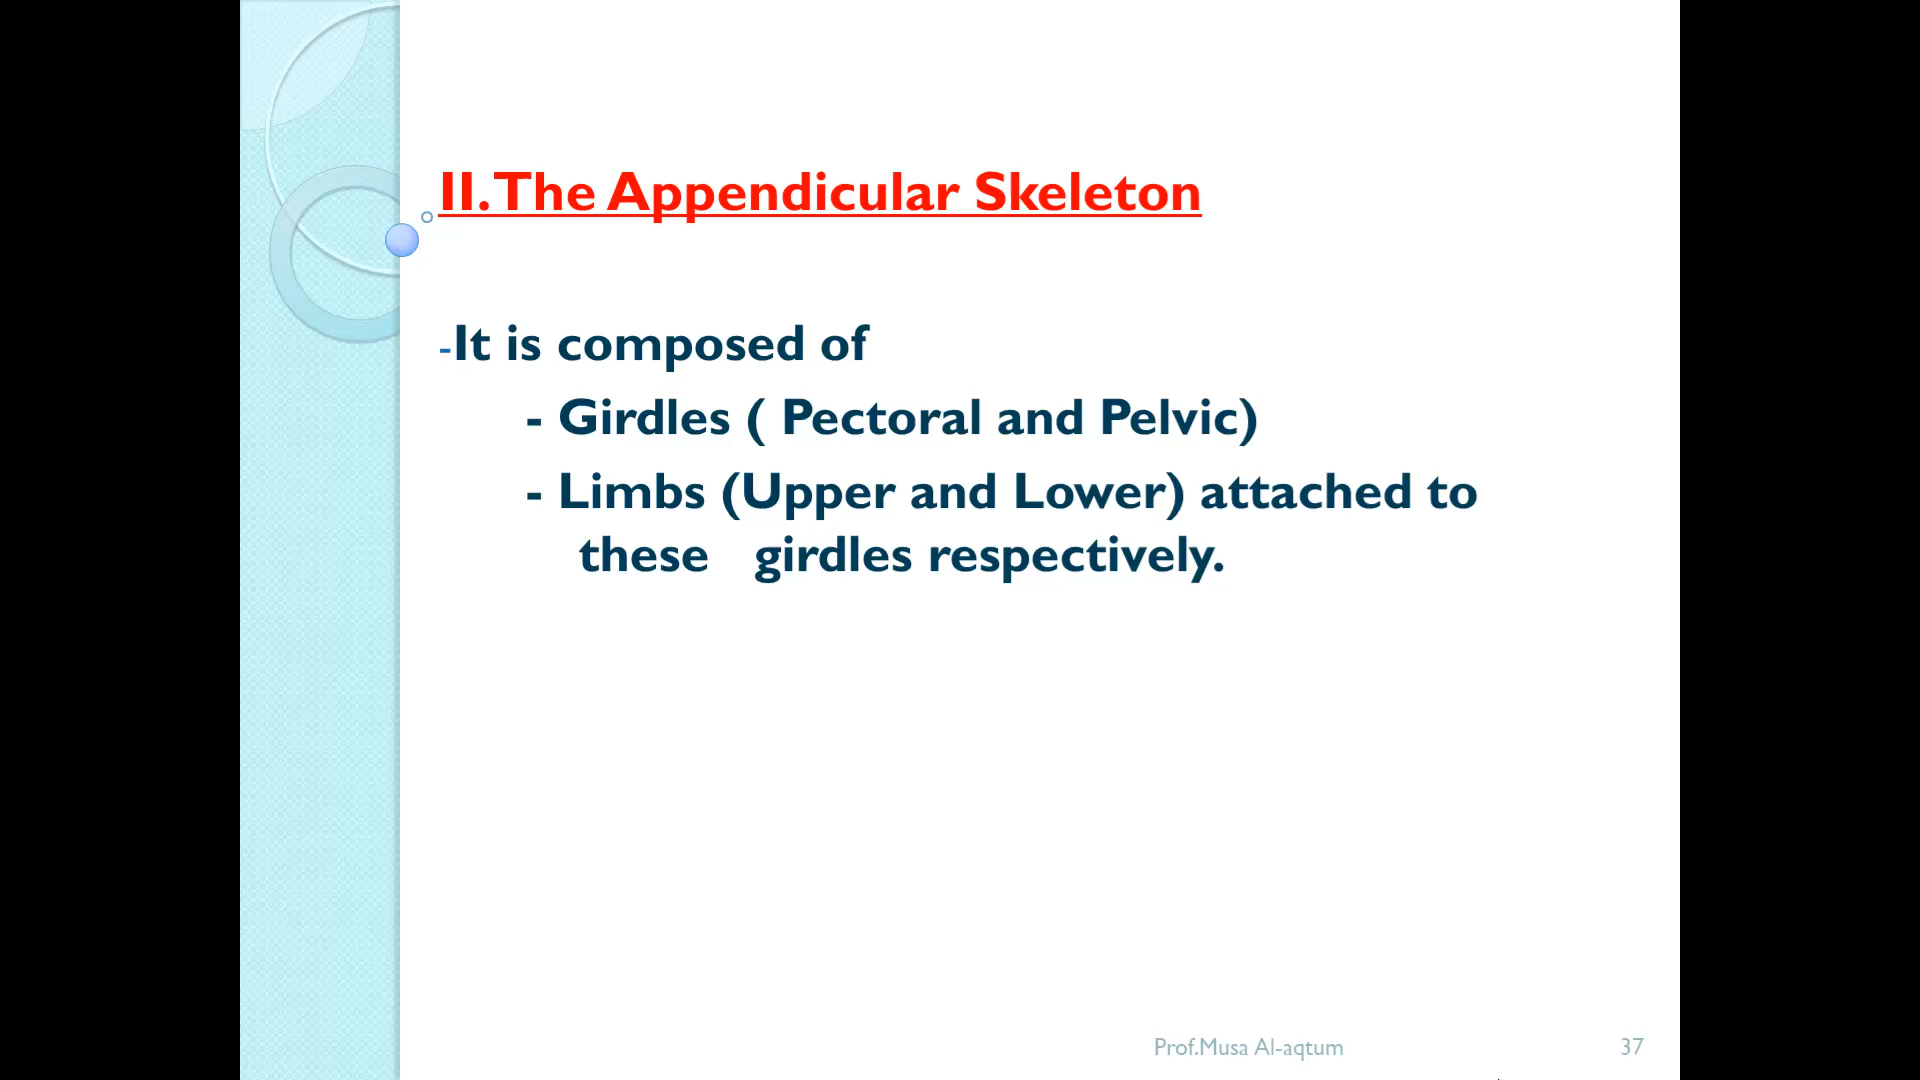 II. The Appendicular Skeleton
-It is composed of
- Girdles ( Pectoral and Pelvic)
- Limbs (Upper and Lower) attached to
these girdles respectively.
Prof.Musa Al-aqtum
37